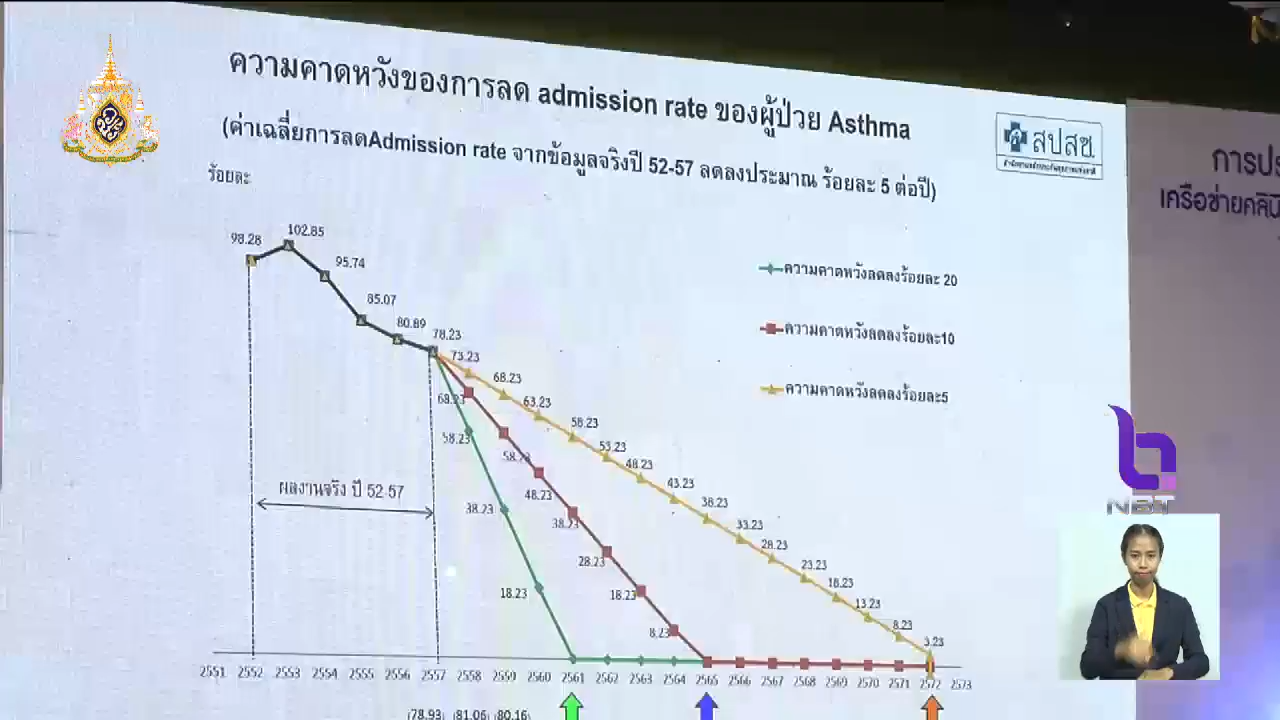 ความคาดหวังของการลด admission rate ของผู้ป่วย Asthma
(ค่าเฉลี่ยการลดAdmission rate จากข้อมูลจริงปี 52-57 ลดลงประมาณ ร้อยละ 5 ต่อปี)
สปสช.
การประ
เครือข่ายคลินิ
ร้อยละ
98.28
102.85
95.74
85.07
80.89
78.23
ความคาดหวังลดลงร้อยละ 20
ความคาดหวังลดลงร้อยละ10
ความคาดหวังลดลงร้อยละ5
73.23
68.23
63.23
58.23
53.23
48.23
43.23
38.23
33.23
28.23
23.23
18.23
13.23
8.23
3.23
68.23
58.23
48.23
38.23
28.23
18.23
8.23
58.23
38.23
18.23
ผลงานจริง ปี 52-57
2551 2552 2553 2554 2555 2556 2557 2558 2559 2560 2561 2562 2563 2564 2565 2566 2567 2568 2569 2570 2571 2572 2573
(78.93) (81.06) (80.16)
NBT